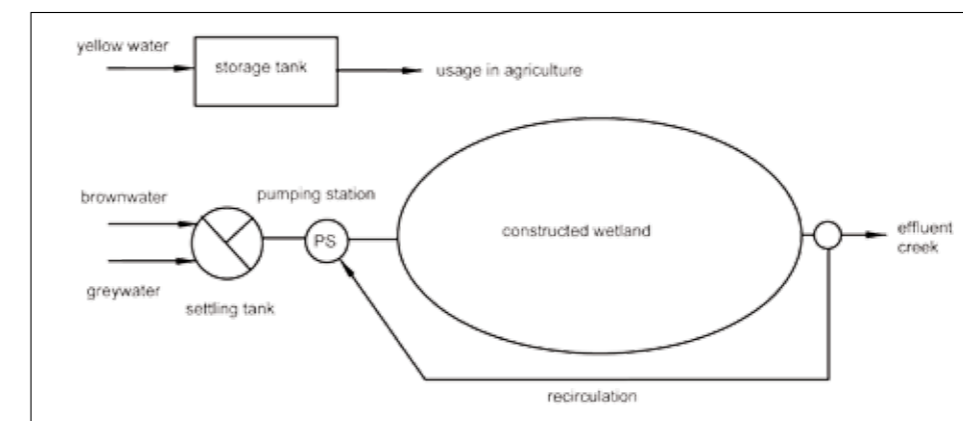 yellow water
storage tank
usage in agriculture
brownwater
pumping station
PS
constructed wetland
effluent
creek
greywater
settling tank
recirculation